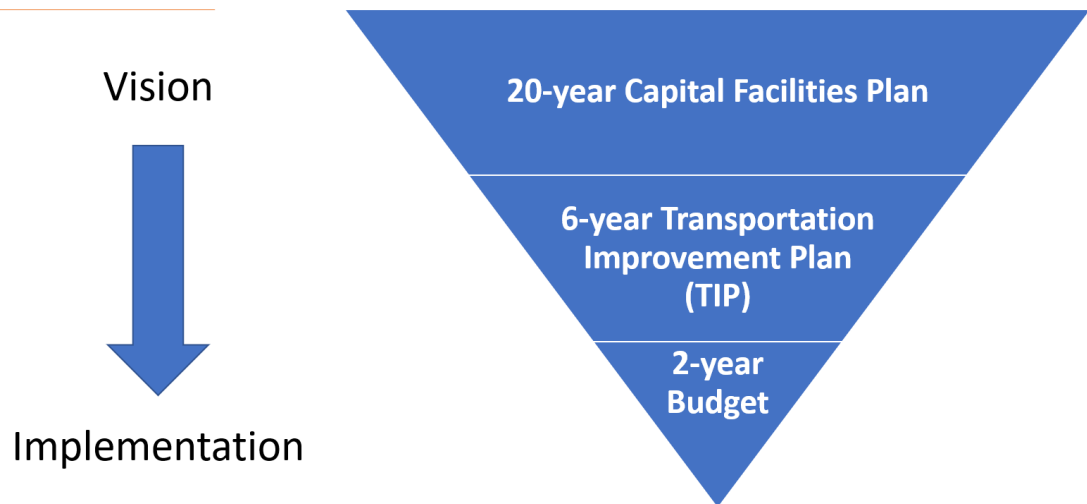 Vision
20-year Capital Facilities Plan
6-year Transportation
Improvement Plan
(TIP)
2-year
Budget
Implementation